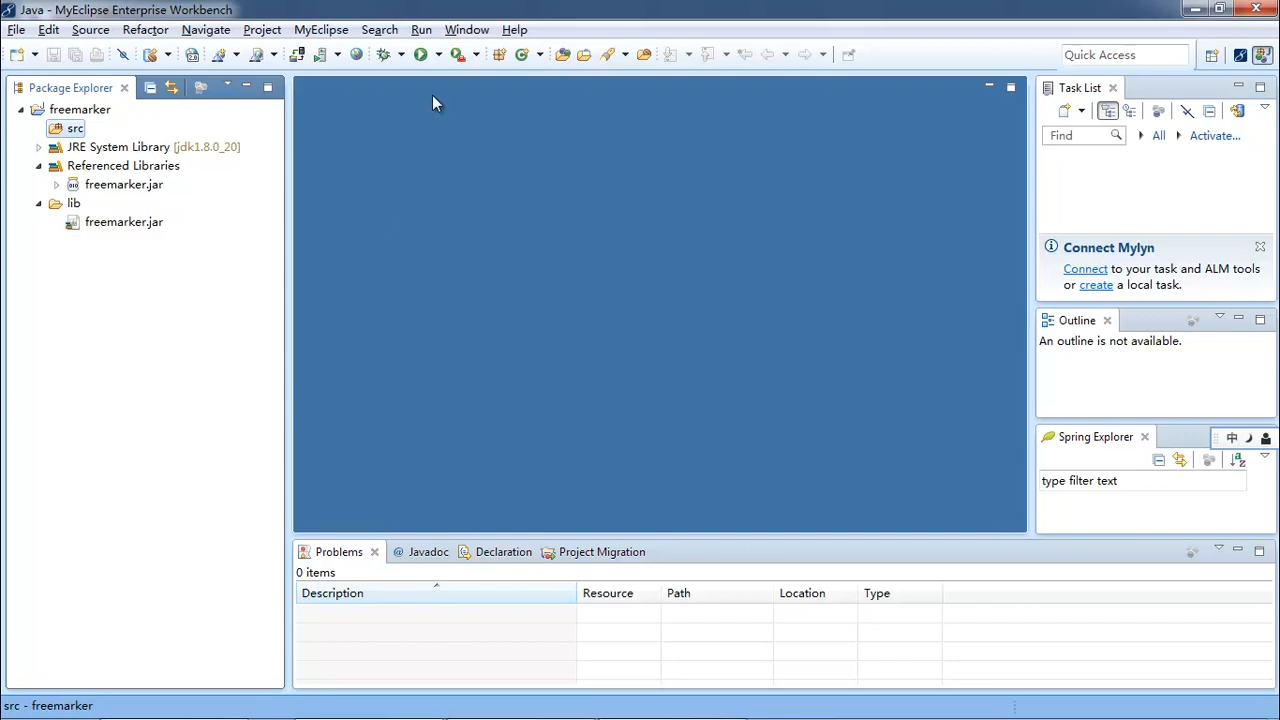 Java - MyEclipse Enterprise Workbench
File Edit Source Refactor Navigate Project MyEclipse Search Run Window Help
Quick Access
Package Explorer
freemarker
src
JRE System Library [jdk1.8.0_20]
Referenced Libraries
freemarker.jar
lib
freemarker.jar
Task List
Find All Activate...
Connect Mylyn
Connect to your task and ALM tools
or create a local task.
Outline
An outline is not available.
Spring Explorer
中
type filter text
Problems @ Javadoc Declaration Project Migration
0 items
Description Resource Path Location Type
src - freemarker